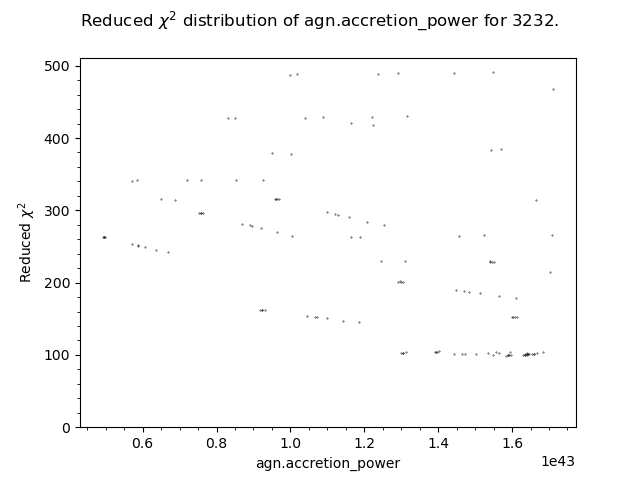 Reduced χ² distribution of agn.accretion_power for 3232.
500
400
300
200
100
0
Reduced χ²
0.6 0.8 1.0 1.2 1.4 1.6
1e43
agn.accretion_power